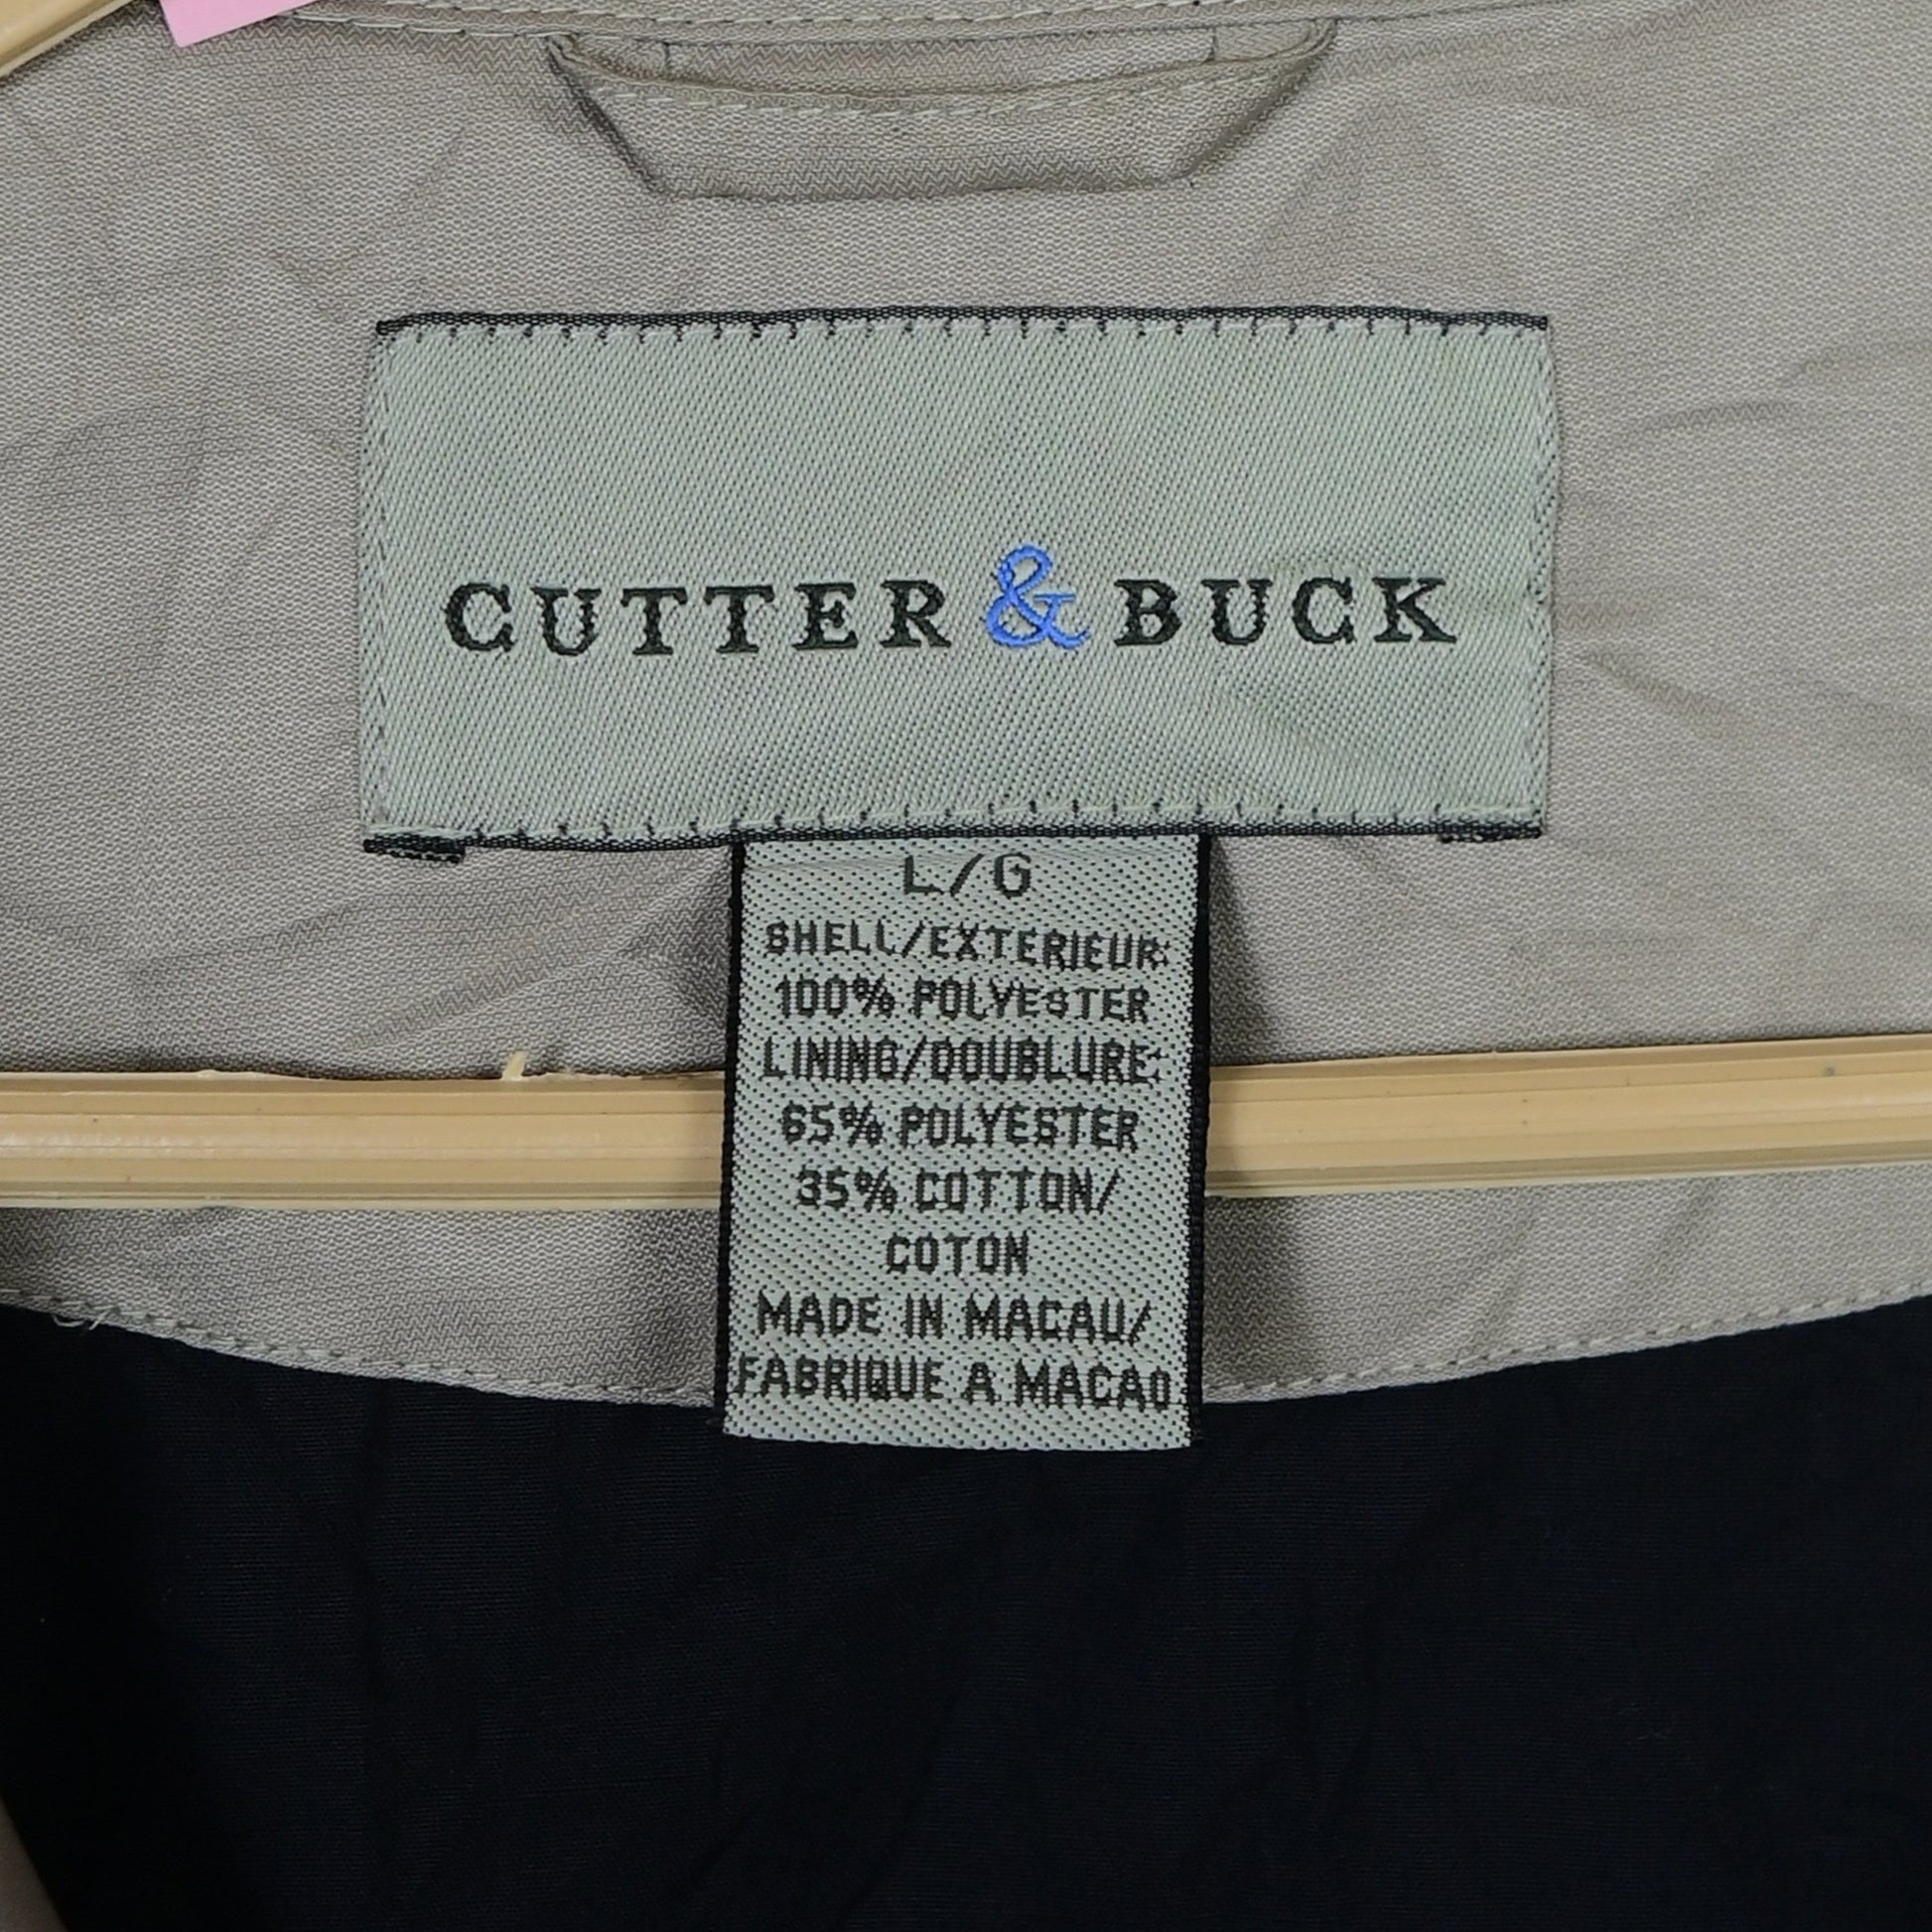 CUTTER & BUCK
L/G
SHELL/EXTERIEUR:
100% POLYESTER
LINING/DOUBLURE:
65% POLYESTER
35% COTTON/
COTON
MADE IN MACAU/
FABRIQUE A MACAO